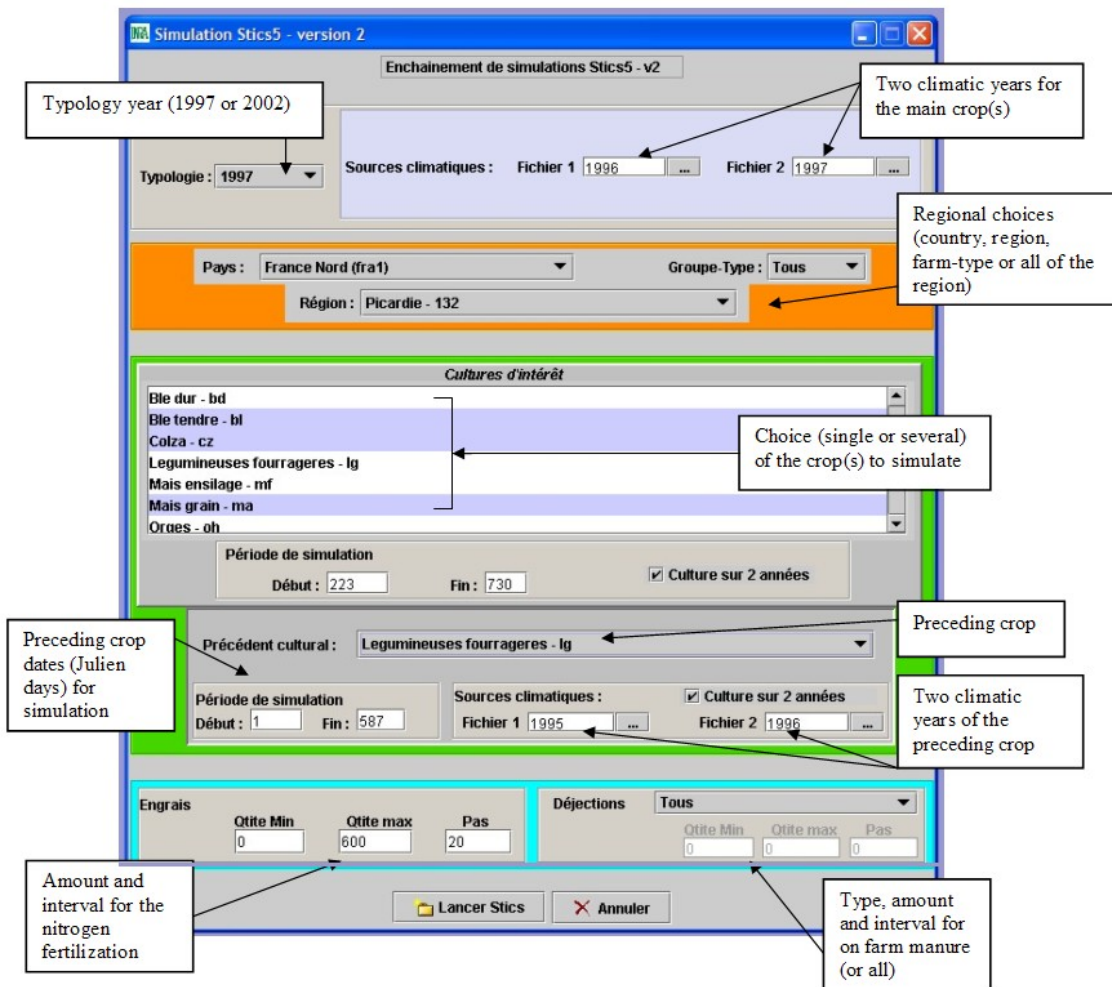 INRA Simulation Stics5 - version 2
Enchainement de simulations Stics5 - v2
Typology year (1997 or 2002)
Two climatic years for
the main crop(s)
Typologie : 1997
Sources climatiques : Fichier 1 1996 ... Fichier 2 1997 ...
Regional choices
(country, region,
farm-type or all of the
region)
Pays : France Nord (fra1) Groupe-Type : Tous
Région : Picardie - 132
Cultures d'intérêt
Ble dur - bd
Ble tendre - bl
Colza - cz
Legumineuses fourrageres - lg
Mais ensilage - mf
Mais grain - ma
Orges - oh
Choice (single or several)
of the crop(s) to simulate
Période de simulation
Début : 223 Fin : 730 Culture sur 2 années
Preceding crop
dates (Julien
days) for
simulation
Précédent cultural : Legumineuses fourrageres - lg
Preceding crop
Période de simulation
Début : 1 Fin : 587
Sources climatiques : Culture sur 2 années
Fichier 1 1995 ... Fichier 2 1996 ...
Two climatic
years of the
preceding crop
Engrais
Qtite Min Qtite max Pas
0 600 20
Déjections Tous
Qtite Min Qtite max Pas
0 0 0
Amount and
interval for the
nitrogen
fertilization
Lancer Stics Annuler
Type, amount
and interval for
on farm manure
(or all)